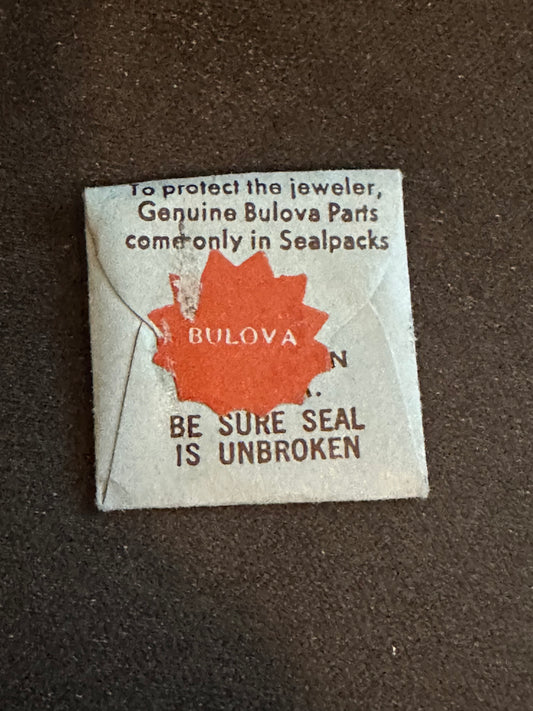 To protect the jeweler,
Genuine Bulova Parts
come only in Sealpacks
BULOVA
BE SURE SEAL
IS UNBROKEN